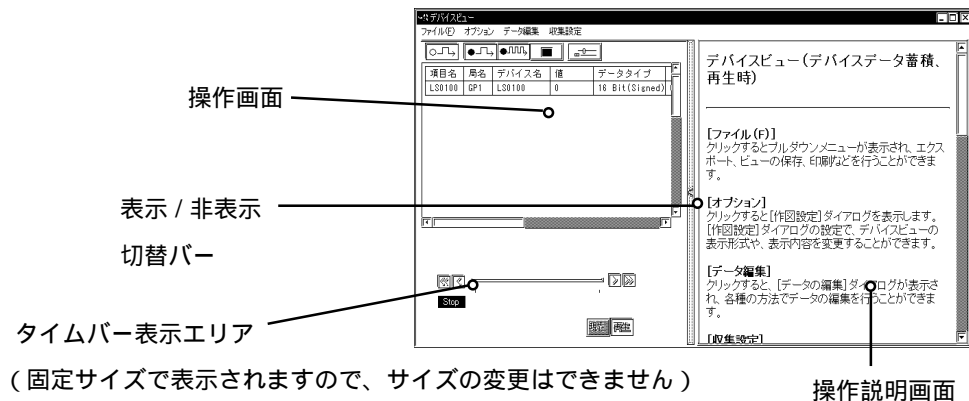 デバイスビュー
ファイル(F) オプション データ編集 収集設定
項目名 局名 デバイス名 値 データタイプ
LS0100 GP1 LS0100 0 16 Bit(Signed)
Stop
再生
デバイスビュー(デバイスデータ蓄積、
再生時)
[ファイル(F)]
クリックするとプルダウンメニューが表示され、エクス
ポート、ビューの保存、印刷などを行うことができま
す。
[オプション]
クリックすると[作図設定]ダイアログを表示します。
[作図設定]ダイアログの設定で、デバイスビューの
表示形式や、表示内容を変更することができます。
[データ編集]
クリックすると、[データの編集]ダイアログが表示さ
れ、各種の方法でデータの編集を行うことができま
す。
[収集設定]
操作画面
表示 / 非表示
切替バー
タイムバー表示エリア
(固定サイズで表示されますので、サイズの変更はできません)
操作説明画面